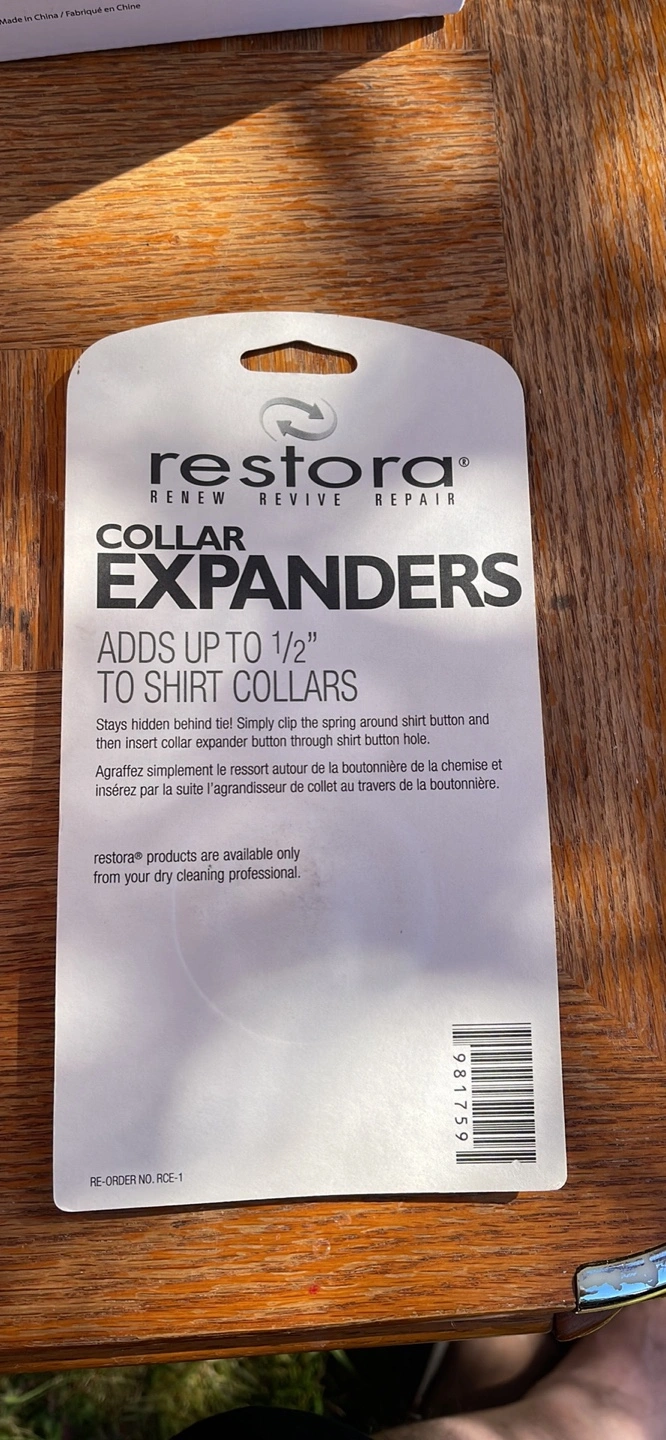 Made in China / Fabriqué en Chine
restora®
RENEW REVIVE REPAIR
COLLAR
EXPANDERS
ADDS UP TO 1/2”
TO SHIRT COLLARS
Stays hidden behind tie! Simply clip the spring around shirt button and
then insert collar expander button through shirt button hole.
Agraffez simplement le ressort autour de la boutonnière de la chemise et
insérez par la suite l'agrandisseur de collet au travers de la boutonnière.
restora® products are available only
from your dry cleaning professional.
981759
RE-ORDER NO. RCE-1